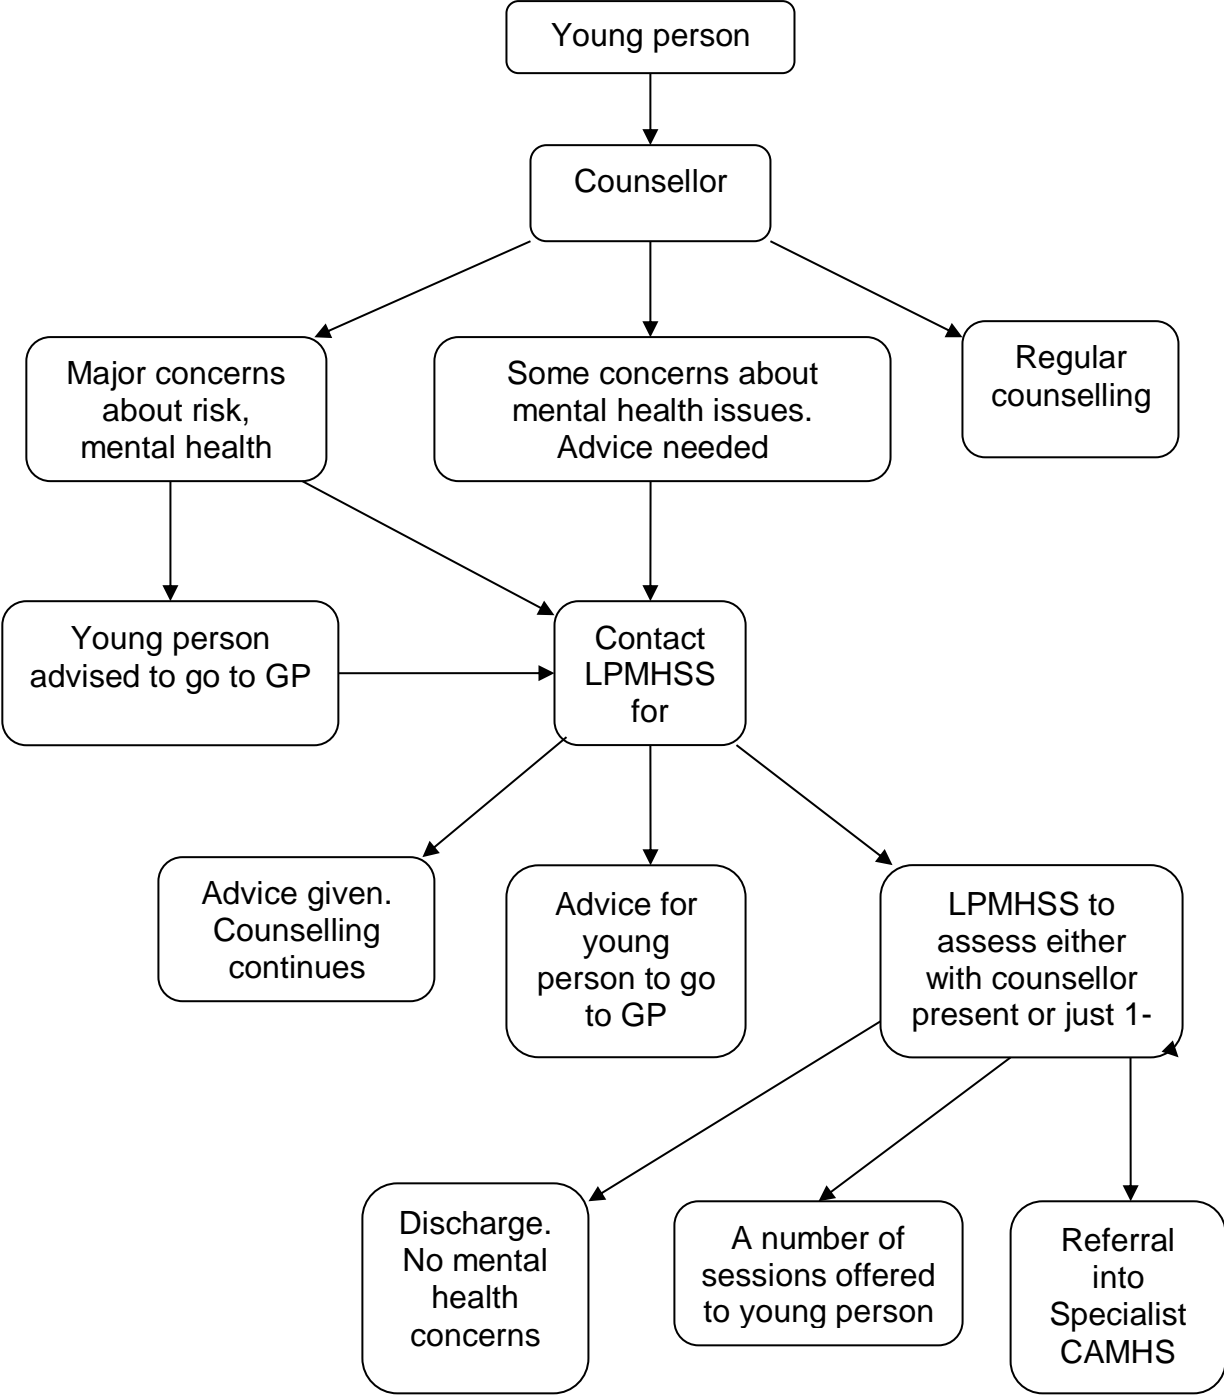 Young person
Counsellor
Major concerns
about risk,
mental health
Some concerns about
mental health issues.
Advice needed
Regular
counselling
Young person
advised to go to GP
Contact
LPMHSS
for
Advice given.
Counselling
continues
Advice for
young
person to go
to GP
LPMHSS to
assess either
with counsellor
present or just 1-
Discharge.
No mental
health
concerns
A number of
sessions offered
to young person
Referral
into
Specialist
CAMHS